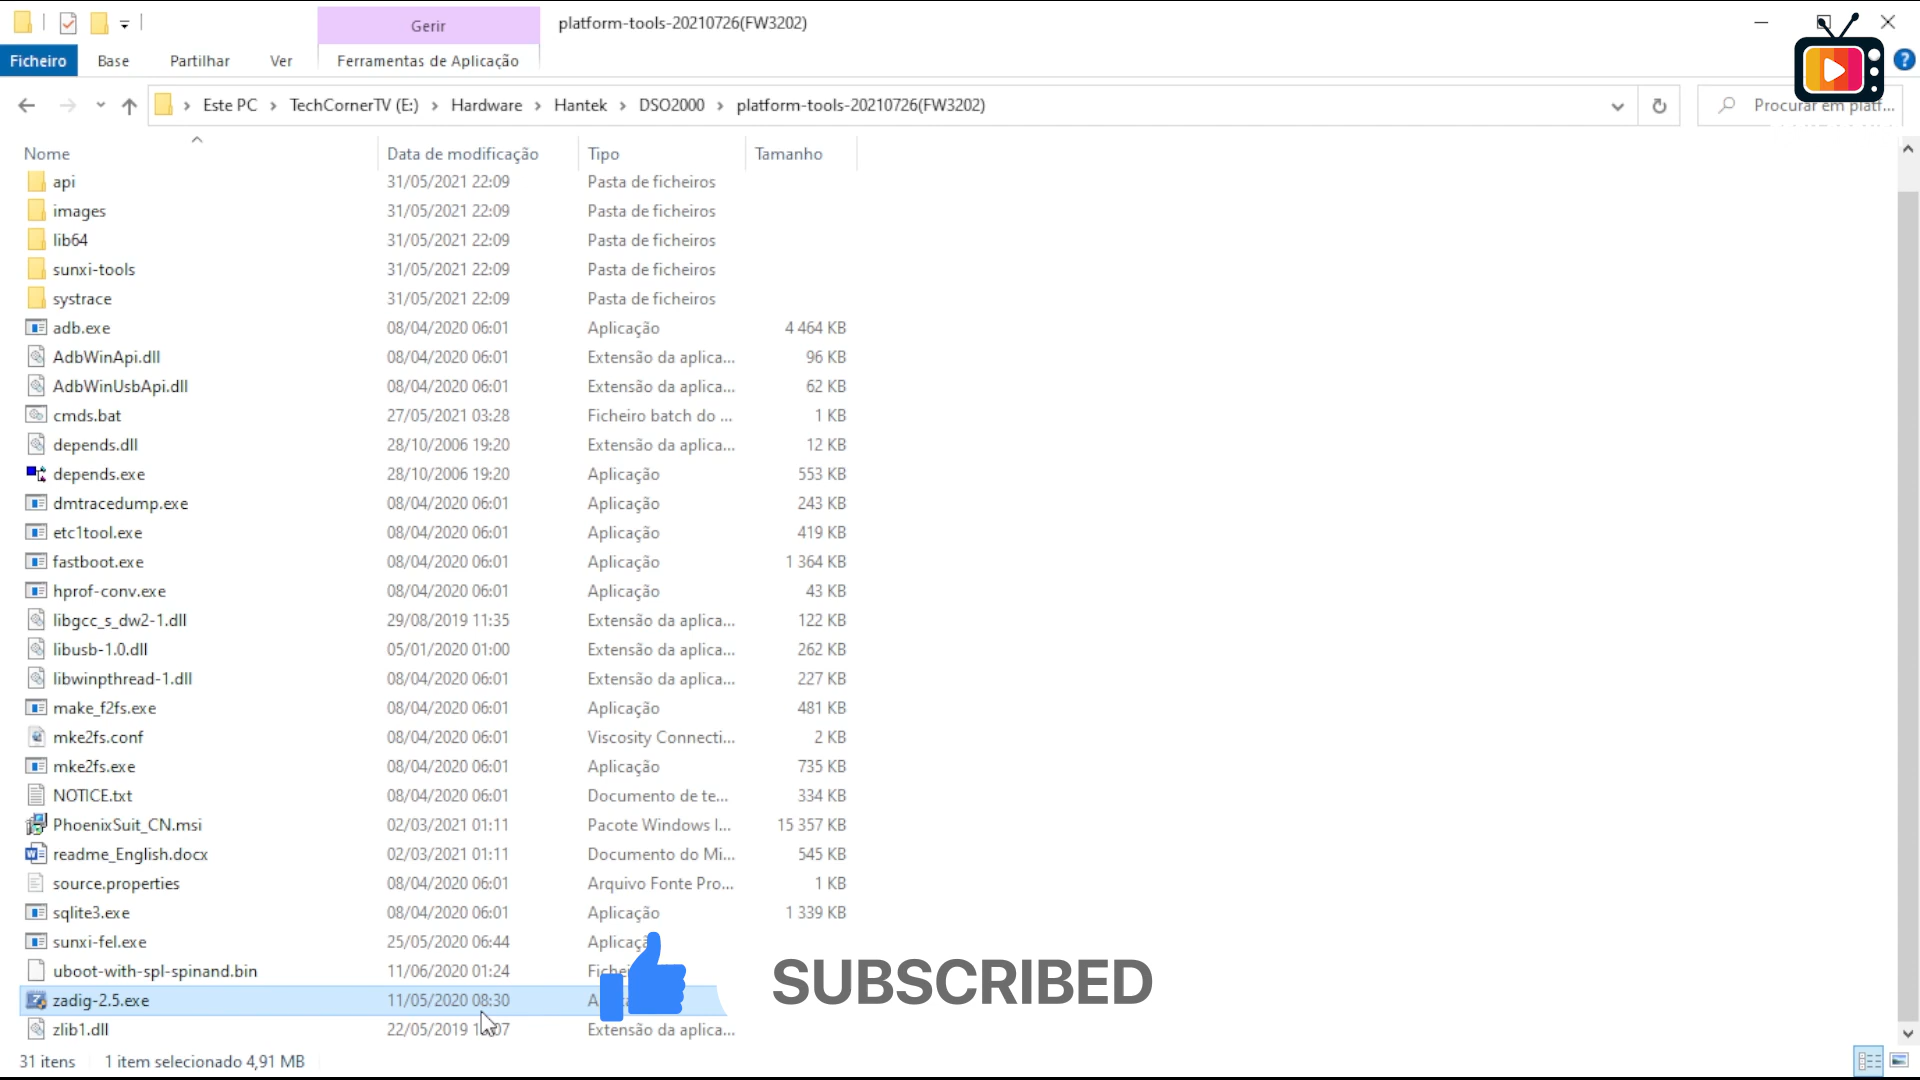 Gerir
platform-tools-20210726(FW3202)
Ficheiro Base Partilhar Ver Ferramentas de Aplicação
Este PC > TechCornerTV (E:) > Hardware > Hantek > DSO2000 > platform-tools-20210726(FW3202)
Procurar em platf...
Nome Data de modificação Tipo Tamanho
api 31/05/2021 22:09 Pasta de ficheiros
images 31/05/2021 22:09 Pasta de ficheiros
lib64 31/05/2021 22:09 Pasta de ficheiros
sunxi-tools 31/05/2021 22:09 Pasta de ficheiros
systrace 31/05/2021 22:09 Pasta de ficheiros
adb.exe 08/04/2020 06:01 Aplicação 4 464 KB
AdbWinApi.dll 08/04/2020 06:01 Extensão da aplica... 96 KB
AdbWinUsbApi.dll 08/04/2020 06:01 Extensão da aplica... 62 KB
cmds.bat 27/05/2021 03:28 Ficheiro batch do ... 1 KB
depends.dll 28/10/2006 19:20 Extensão da aplica... 12 KB
depends.exe 28/10/2006 19:20 Aplicação 553 KB
dmtracedump.exe 08/04/2020 06:01 Aplicação 243 KB
etc1tool.exe 08/04/2020 06:01 Aplicação 419 KB
fastboot.exe 08/04/2020 06:01 Aplicação 1 364 KB
hprof-conv.exe 08/04/2020 06:01 Aplicação 43 KB
libgcc_s_dw2-1.dll 29/08/2019 11:35 Extensão da aplica... 122 KB
libusb-1.0.dll 05/01/2020 01:00 Extensão da aplica... 262 KB
libwinpthread-1.dll 08/04/2020 06:01 Extensão da aplica... 227 KB
make_f2fs.exe 08/04/2020 06:01 Aplicação 481 KB
mke2fs.conf 08/04/2020 06:01 Viscosity Connecti... 2 KB
mke2fs.exe 08/04/2020 06:01 Aplicação 735 KB
NOTICE.txt 08/04/2020 06:01 Documento de te... 334 KB
PhoenixSuit_CN.msi 02/03/2021 01:11 Pacote Windows I... 15 357 KB
readme_English.docx 02/03/2021 01:11 Documento do Mi... 545 KB
source.properties 08/04/2020 06:01 Arquivo Fonte Pro... 1 KB
sqlite3.exe 08/04/2020 06:01 Aplicação 1 339 KB
sunxi-fel.exe 25/05/2020 06:44
uboot-with-spl-spinand.bin 11/06/2020 01:24
SUBSCRIBED
zadig-2.5.exe 11/05/2020 08:30
zlib1.dll 22/05/2019 Extensão da aplica...
31 itens 1 item selecionado 4,91 MB